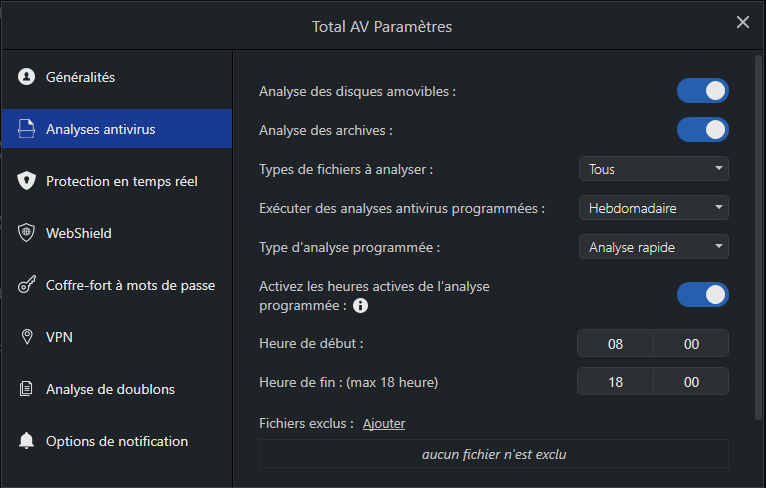 Total AV Paramètres
Généralités
Analyses antivirus
Protection en temps réel
WebShield
Coffre-fort à mots de passe
VPN
Analyse de doublons
Options de notification
Analyse des disques amovibles :
Analyse des archives :
Types de fichiers à analyser : Tous
Exécuter des analyses antivirus programmées : Hebdomadaire
Type d'analyse programmée : Analyse rapide
Activez les heures actives de l'analyse
programmée :
Heure de début : 08 00
Heure de fin : (max 18 heure) 18 00
Fichiers exclus : Ajouter
aucun fichier n'est exclu